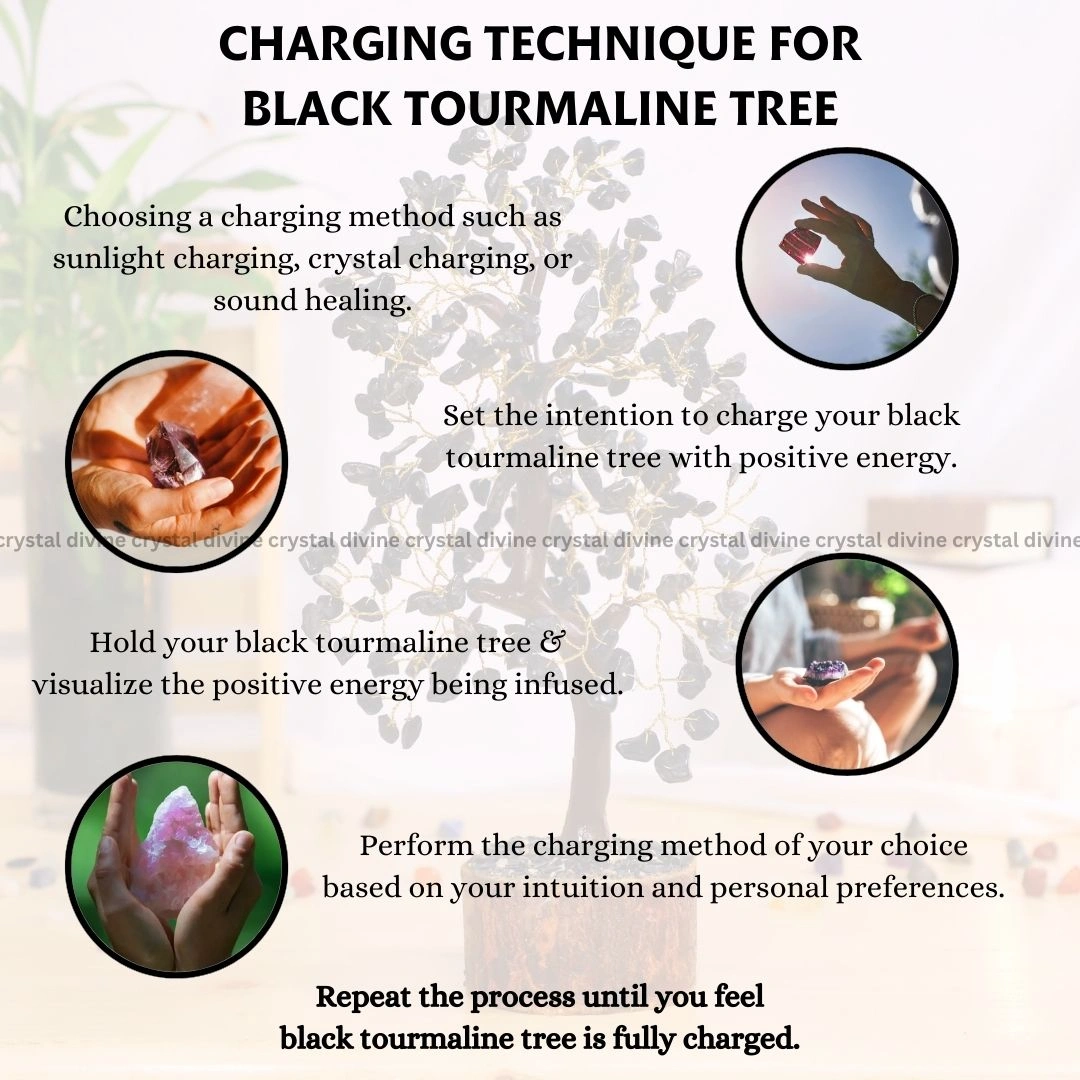 CHARGING TECHNIQUE FOR
BLACK TOURMALINE TREE
Choosing a charging method such as
sunlight charging, crystal charging, or
sound healing.
Set the intention to charge your black
tourmaline tree with positive energy.
crystal divine crystal divine crystal divine crystal divine crystal divine crystal divine crystal divine crystal divine
Hold your black tourmaline tree &
visualize the positive energy being infused.
Perform the charging method of your choice
based on your intuition and personal preferences.
Repeat the process until you feel
black tourmaline tree is fully charged.